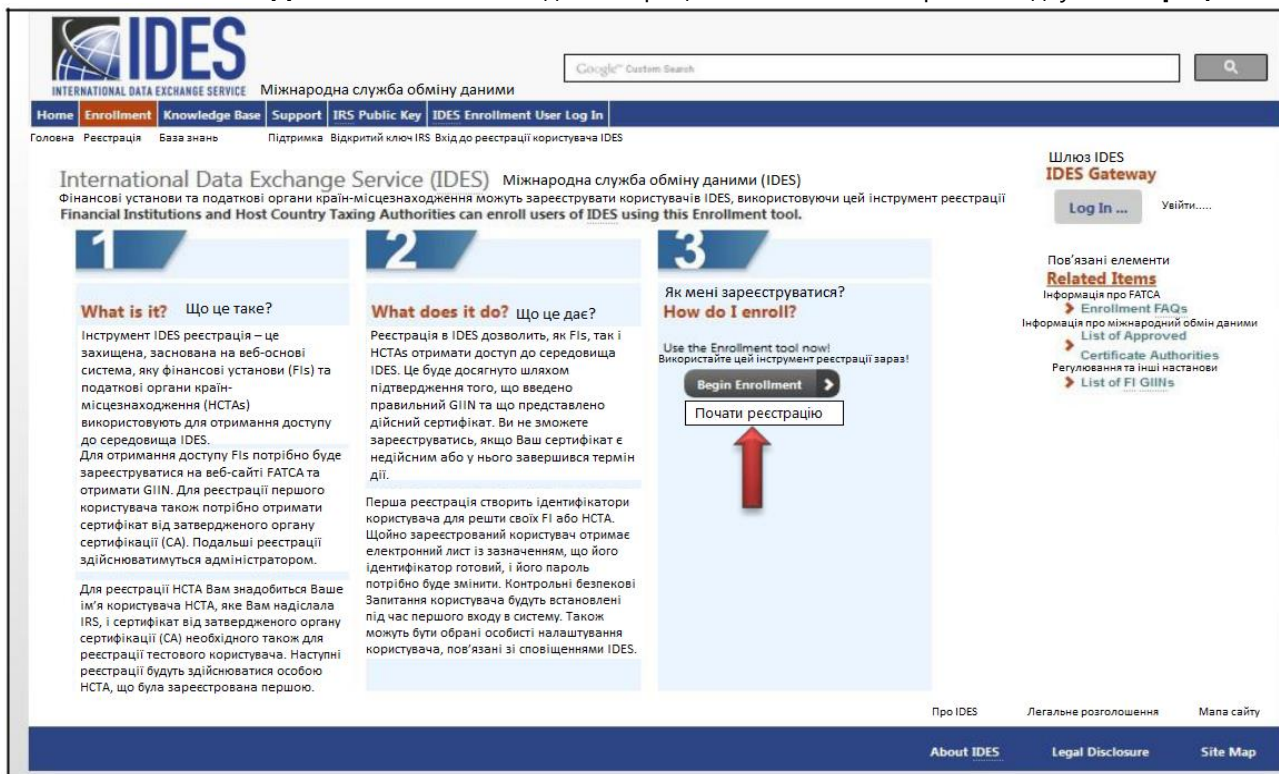 IDES
INTERNATIONAL DATA EXCHANGE SERVICE Міжнародна служба обміну даними
Google™ Custom Search
Home Enrollment Knowledge Base Support IRS Public Key IDES Enrollment User Log In
Головна Реєстрація База знань Підтримка Відкритий ключ IRS Вхід до реєстрації користувача IDES
International Data Exchange Service (IDES) Міжнародна служба обміну даними (IDES)
Фінансові установи та податкові органи країн-місцезнаходження можуть зареєструвати користувачів IDES, використовуючи цей інструмент реєстрації
Financial Institutions and Host Country Taxing Authorities can enroll users of IDES using this Enrollment tool.
1
What is it? Що це таке?
Інструмент IDES реєстрація – це
захищена, заснована на веб-основі
система, яку фінансові установи (FIs) та
податкові органи країн-
місцезнаходження (HCTAs)
використовують для отримання доступу
до середовища IDES.
Для отримання доступу FIs потрібно буде
зареєструватися на веб-сайті FATCA та
отримати GIIN. Для реєстрації першого
користувача також потрібно отримати
сертифікат від затвердженого органу
сертифікації (CA). Подальші реєстрації
здійснюватимуться адміністратором.
Для реєстрації HCTA Вам знадобиться Ваше
ім’я користувача HCTA, яке Вам надіслала
IRS, і сертифікат від затвердженого органу
сертифікації (CA) необхідного також для
реєстрації тестового користувача. Наступні
реєстрації будуть здійснюватися особою
HCTA, що була зареєстрована першою.
2
What does it do? Що це дає?
Реєстрація в IDES дозволить, як FIs, так і
HCTAs отримати доступ до середовища
IDES. Це буде досягнуто шляхом
підтвердження того, що введено
правильний GIIN та що представлено
дійсний сертифікат. Ви не зможете
зареєструватись, якщо Ваш сертифікат є
недійсним або у нього завершився термін
дії.
Перша реєстрація створить ідентифікатори
користувача для решти своїх FI або HCTA.
Щойно зареєстрований користувач отримає
електронний лист із зазначенням, що його
ідентифікатор готовий, і його пароль
потрібно буде змінити. Контрольні безпекові
Запитання користувача будуть встановлені
під час першого входу в систему. Також
можуть бути обрані особисті налаштування
користувача, пов’язані зі сповіщеннями IDES.
3
Як мені зареєструватися?
How do I enroll?
Use the Enrollment tool now!
Використайте цей інструмент реєстрації зараз!
Begin Enrollment
Почати реєстрацію
Шлюз IDES
IDES Gateway
Log In ... Увійти.....
Пов’язані елементи
Related Items
Інформація про FATCA
Enrollment FAQs
Інформація про міжнародний обмін даними
List of Approved
Certificate Authorities
Регулювання та інші настанови
List of FI GIINs
Про IDES Легальне розголошення Мапа сайту
About IDES Legal Disclosure Site Map